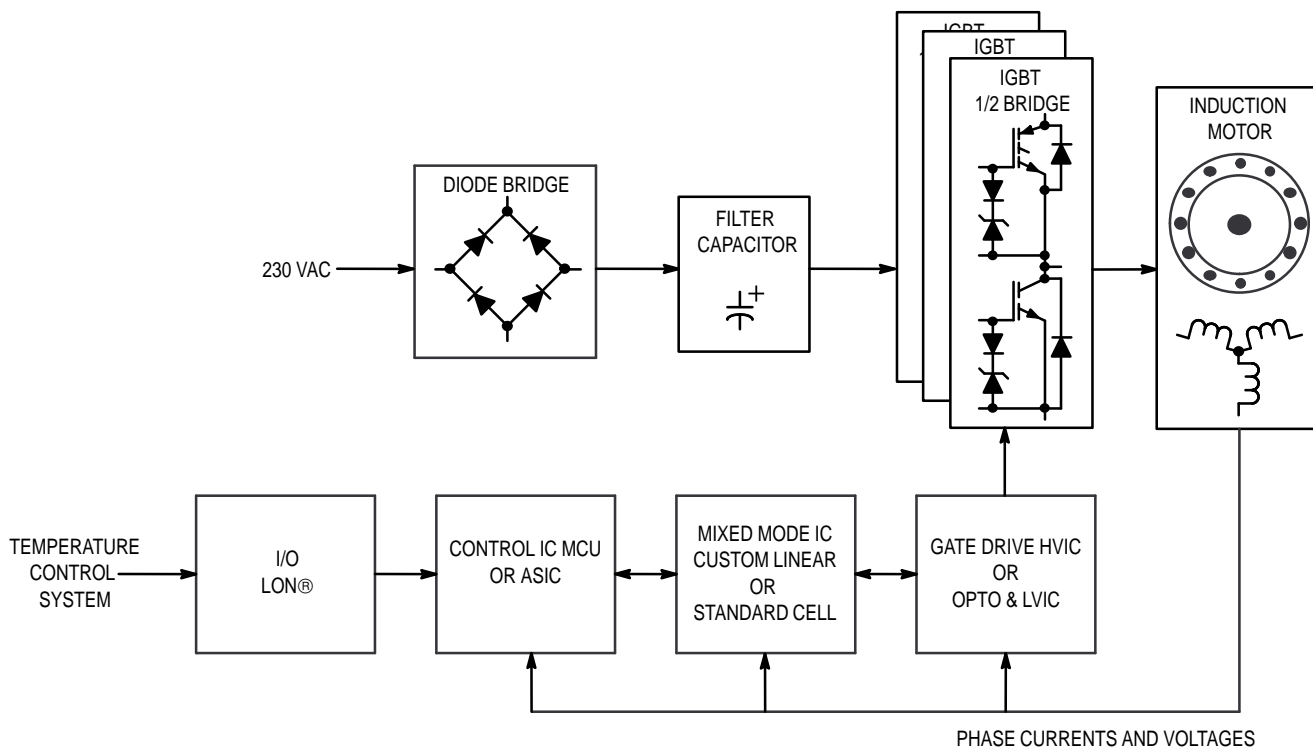 IGBT
IGBT
IGBT
1/2 BRIDGE
INDUCTION
MOTOR
DIODE BRIDGE
FILTER
CAPACITOR
+
230 VAC
TEMPERATURE
CONTROL
SYSTEM
I/O
LON®
CONTROL IC MCU
OR ASIC
MIXED MODE IC
CUSTOM LINEAR
OR
STANDARD CELL
GATE DRIVE HVIC
OR
OPTO & LVIC
PHASE CURRENTS AND VOLTAGES